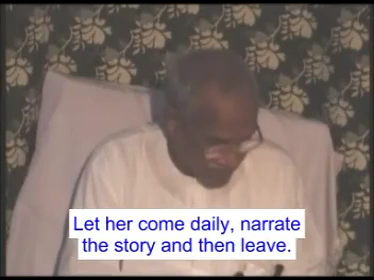 Let her come daily, narrate
the story and then leave.